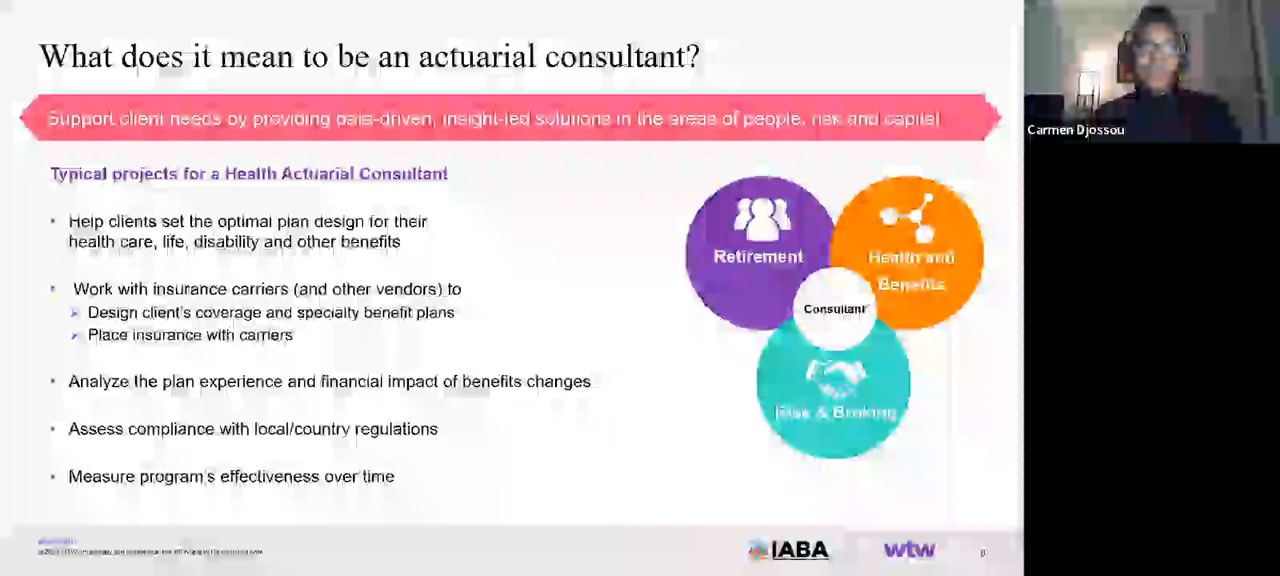 What does it mean to be an actuarial consultant?
Support client needs by providing data-driven, insight-led solutions in the areas of people, risk and capital
Typical projects for a Health Actuarial Consultant
• Help clients set the optimal plan design for their
health care, life, disability and other benefits
• Work with insurance carriers (and other vendors) to
➢ Design client's coverage and specialty benefit plans
➢ Place insurance with carriers
• Analyze the plan experience and financial impact of benefits changes
• Assess compliance with local/country regulations
• Measure program's effectiveness over time
Retirement
Health and
Benefits
Consultant
Risk & Broking
IABA
wtw
Carmen Djossou